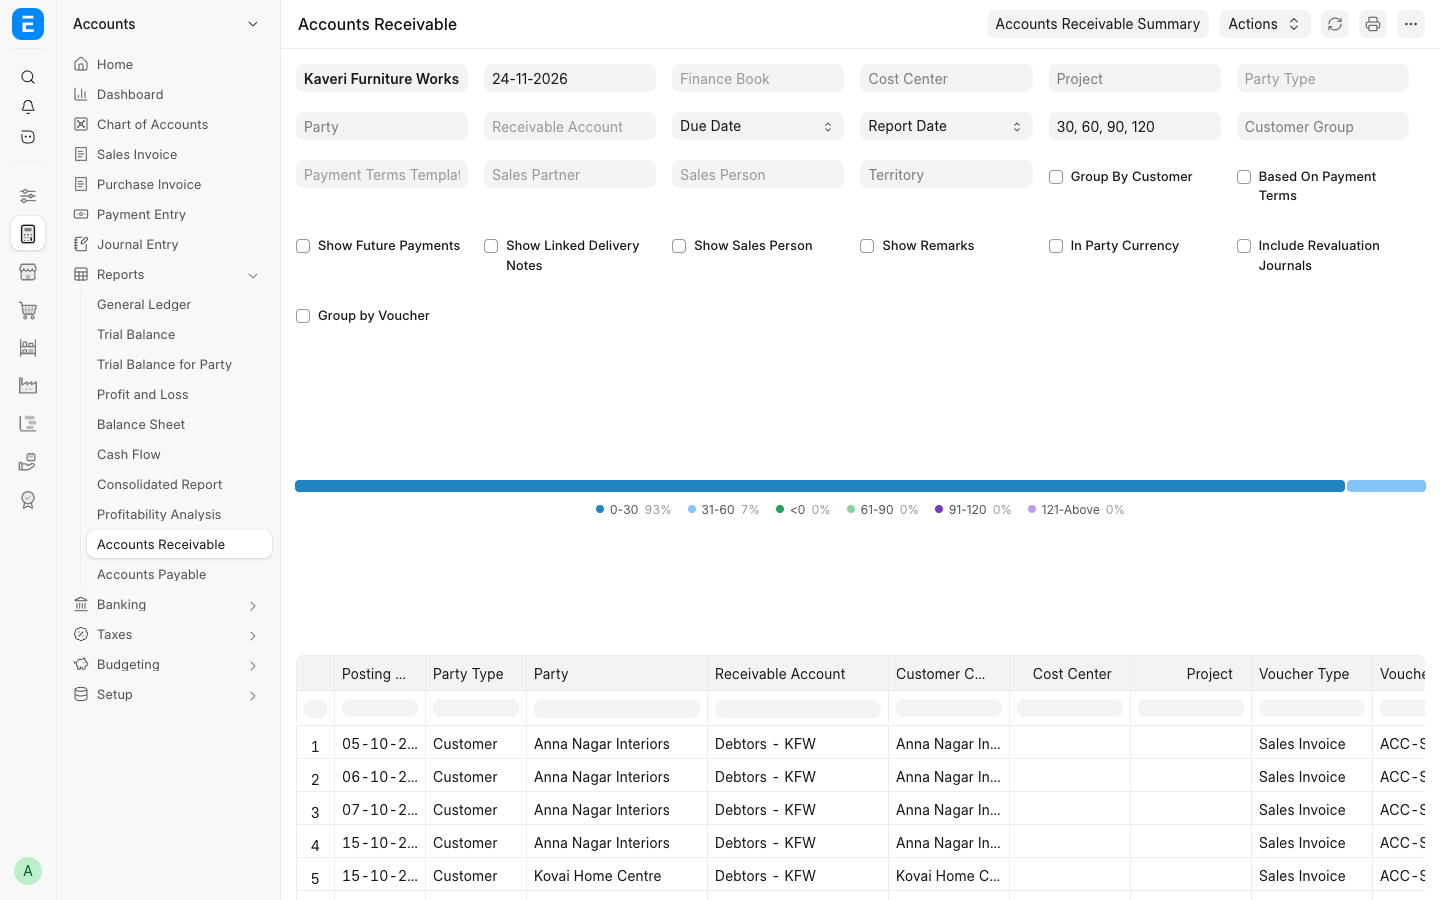 Accounts
Home
Dashboard
Chart of Accounts
Sales Invoice
Purchase Invoice
Payment Entry
Journal Entry
Reports
General Ledger
Trial Balance
Trial Balance for Party
Profit and Loss
Balance Sheet
Cash Flow
Consolidated Report
Profitability Analysis
Accounts Receivable
Accounts Payable
Banking
Taxes
Budgeting
Setup
A
Accounts Receivable
Accounts Receivable Summary
Actions
Kaveri Furniture Works 24-11-2026 Finance Book Cost Center Project Party Type
Party Receivable Account Due Date Report Date 30, 60, 90, 120 Customer Group
Payment Terms Templat Sales Partner Sales Person Territory Group By Customer Based On Payment Terms
Show Future Payments Show Linked Delivery Notes Show Sales Person Show Remarks In Party Currency Include Revaluation Journals
Group by Voucher
0-30 93% 31-60 7% <0 0% 61-90 0% 91-120 0% 121-Above 0%
Posting ... Party Type Party Receivable Account Customer C... Cost Center Project Voucher Type Vouche
1 05-10-2... Customer Anna Nagar Interiors Debtors - KFW Anna Nagar In... Sales Invoice ACC-S
2 06-10-2... Customer Anna Nagar Interiors Debtors - KFW Anna Nagar In... Sales Invoice ACC-S
3 07-10-2... Customer Anna Nagar Interiors Debtors - KFW Anna Nagar In... Sales Invoice ACC-S
4 15-10-2... Customer Anna Nagar Interiors Debtors - KFW Anna Nagar In... Sales Invoice ACC-S
5 15-10-2... Customer Kovai Home Centre Debtors - KFW Kovai Home C... Sales Invoice ACC-S